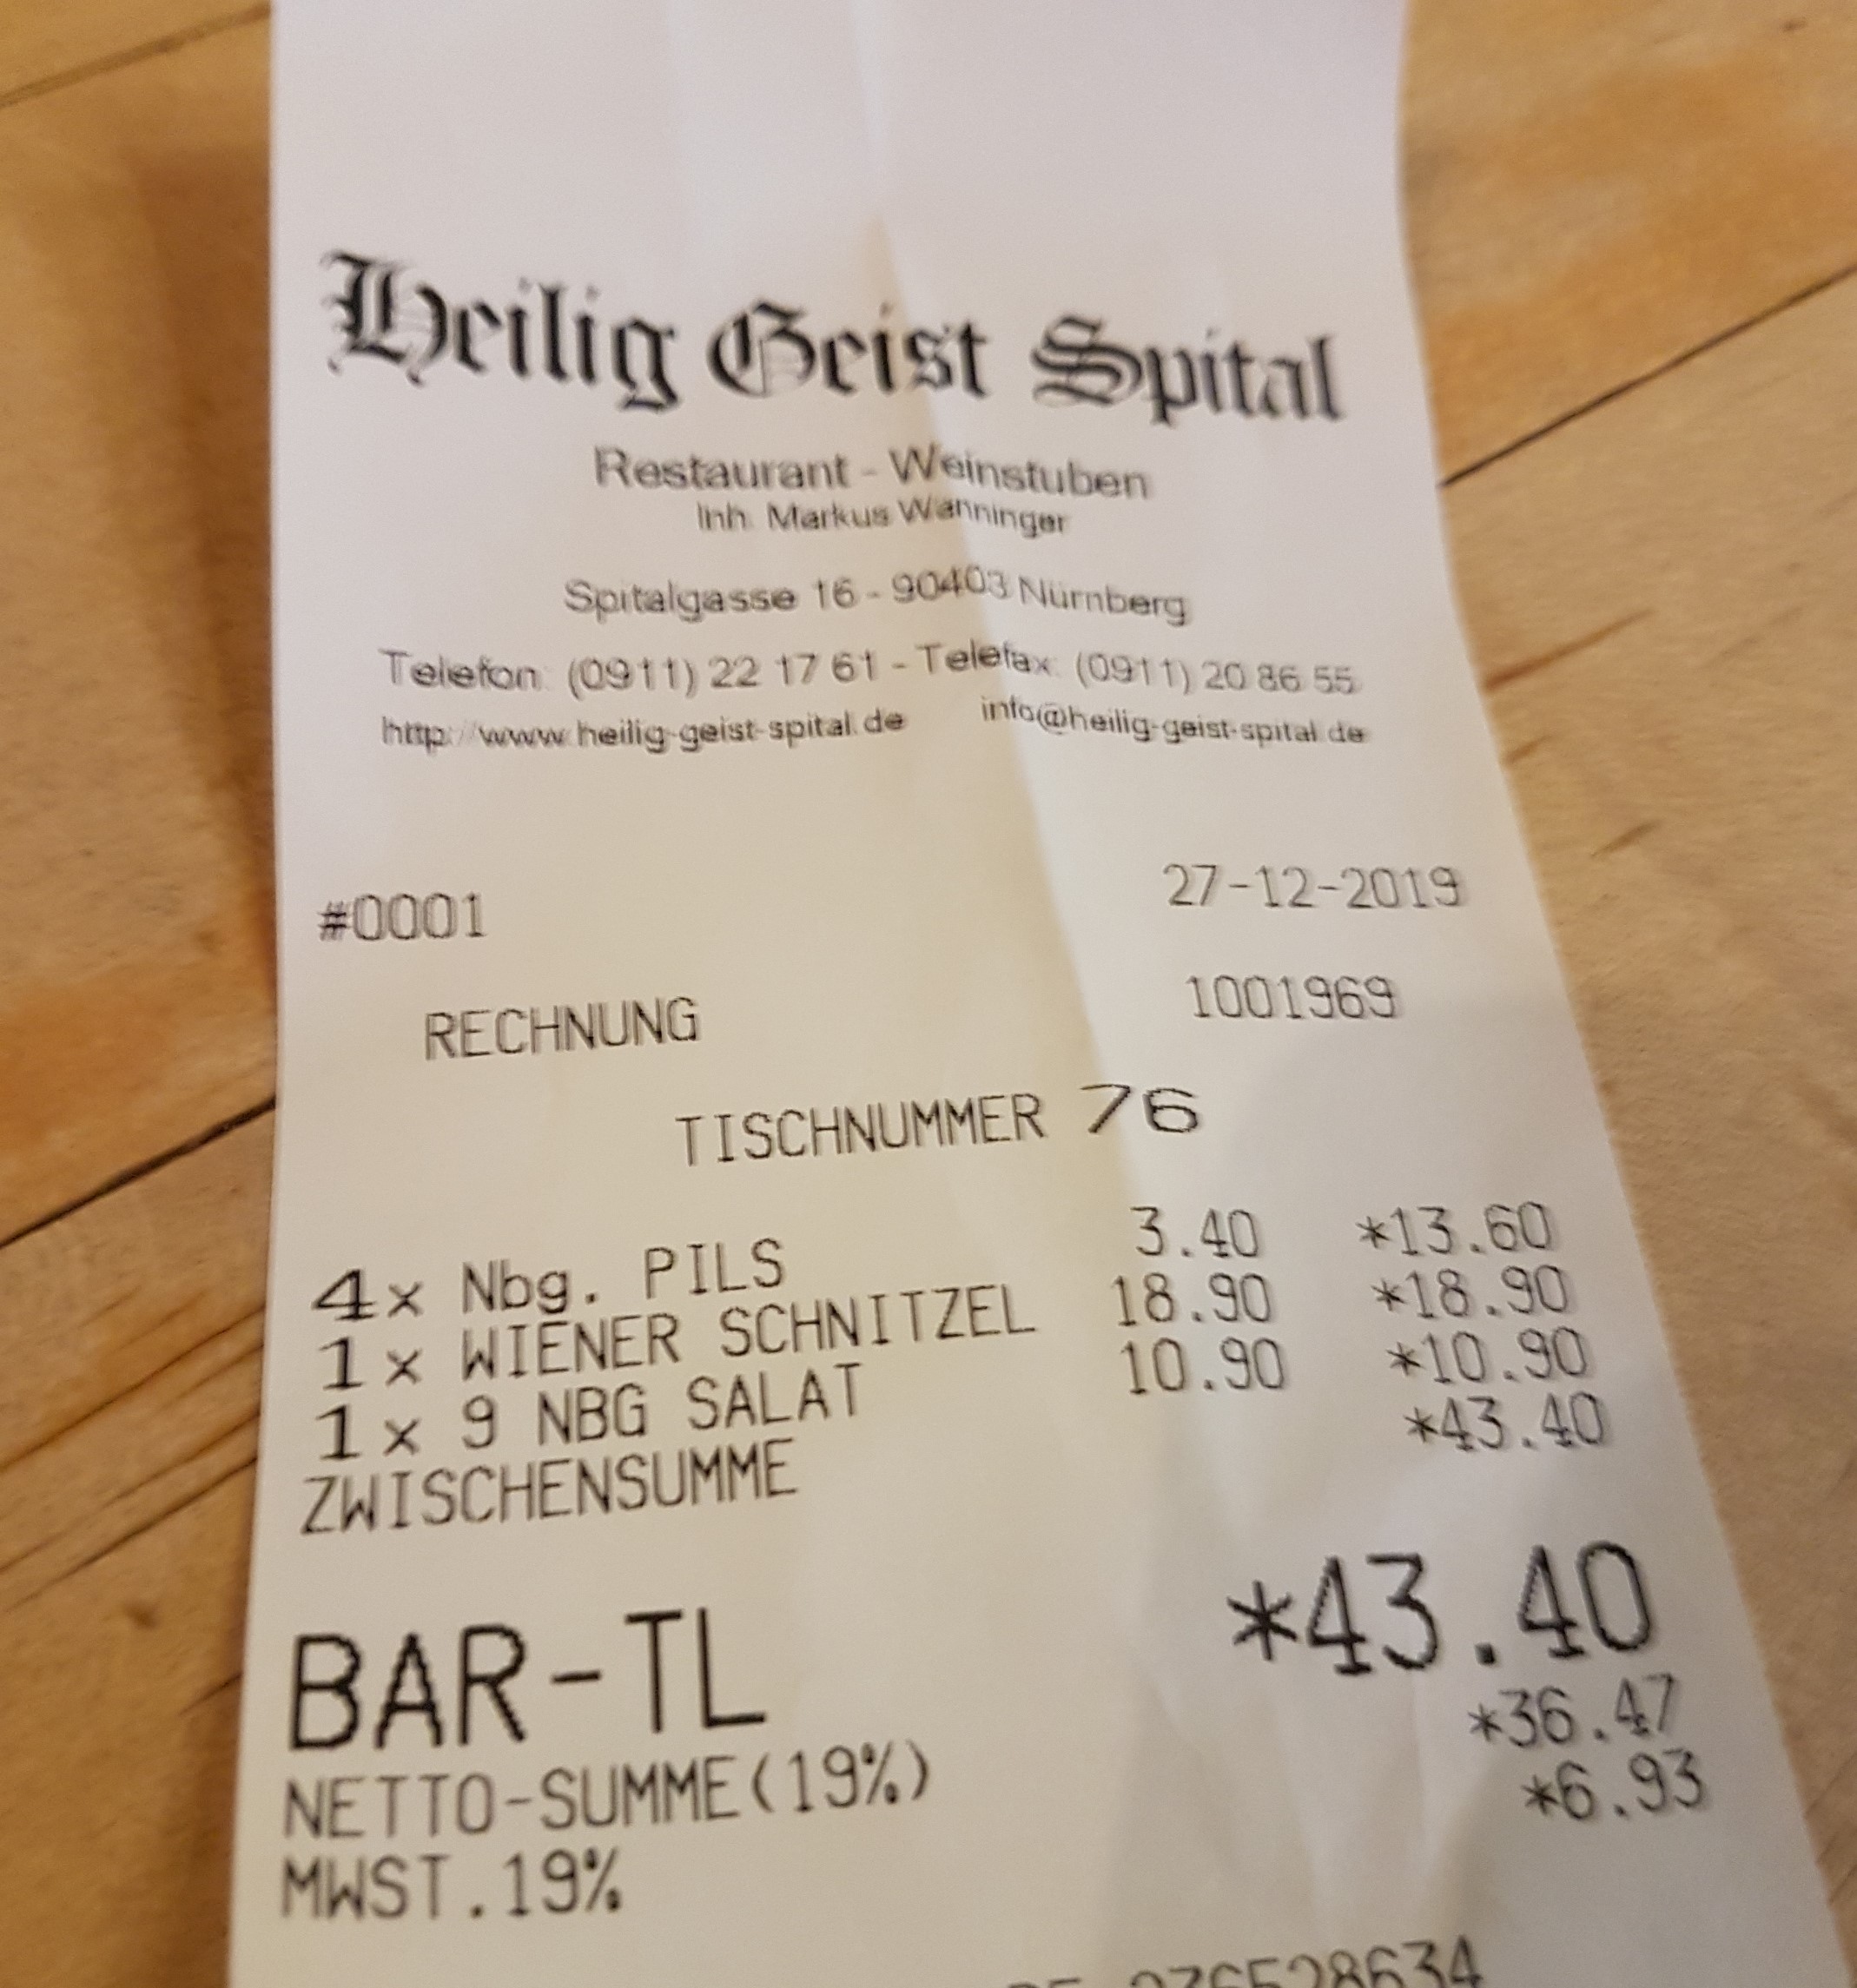 Heilig Geist Spital
Restaurant - Weinstuben
Inh. Markus Wanninger
Spitalgasse 16 - 90403 Nürnberg
Telefon: (0911) 22 17 61 - Telefax: (0911) 20 86 55
http://www.heilig-geist-spital.de info@heilig-geist-spital.de
#0001 27-12-2019
RECHNUNG 1001969
TISCHNUMMER 76
4x Nbg. PILS 3.40 *13.60
1x WIENER SCHNITZEL 18.90 *18.90
1x 9 NBG SALAT 10.90 *10.90
ZWISCHENSUMME *43.40
BAR-TL *43.40
NETTO-SUMME(19%) *36.47
MWST.19% *6.93